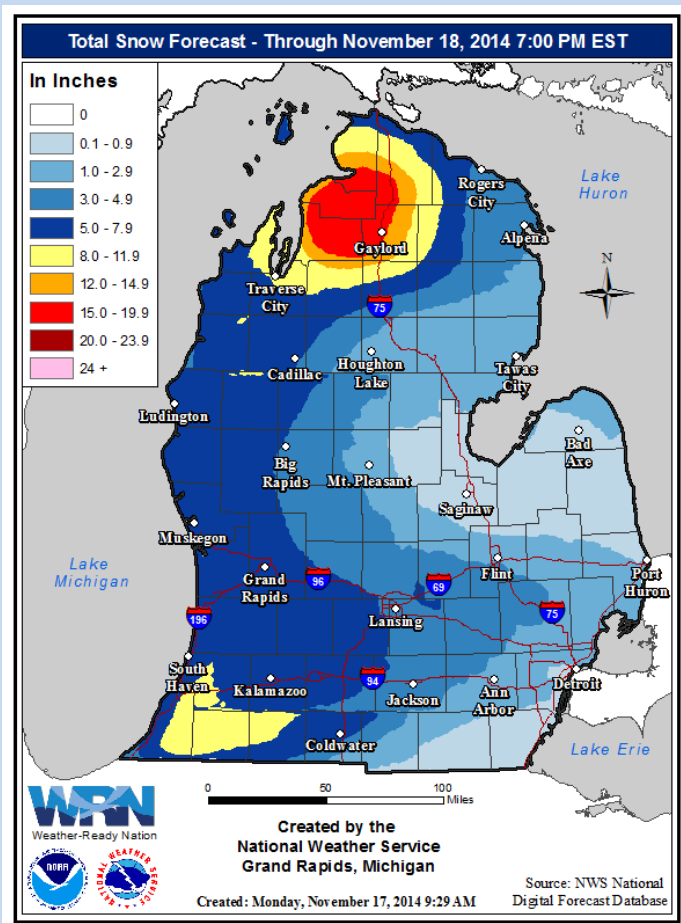 Total Snow Forecast - Through November 18, 2014 7:00 PM EST
In Inches
0
0.1 - 0.9
1.0 - 2.9
3.0 - 4.9
5.0 - 7.9
8.0 - 11.9
12.0 - 14.9
15.0 - 19.9
20.0 - 23.9
24 +
Lake
Huron
Rogers
City
Alpena
Gaylord
N
Traverse
City
75
Cadillac
Houghton
Lake
Tawas
City
Ludington
Bad
Axe
Big
Rapids
Mt. Pleasant
Saginaw
Muskegon
Lake
Michigan
Grand
Rapids
96
69
Flint
Port
Huron
196
Lansing
75
South
Haven
Kalamazoo
94
Jackson
Ann
Arbor
Detroit
Coldwater
Lake Erie
0 50 100
Miles
WRN
Weather-Ready Nation
NOAA
NATIONAL WEATHER SERVICE
Created by the
National Weather Service
Grand Rapids, Michigan
Created: Monday, November 17, 2014 9:29 AM
Source: NWS National
Digital Forecast Database